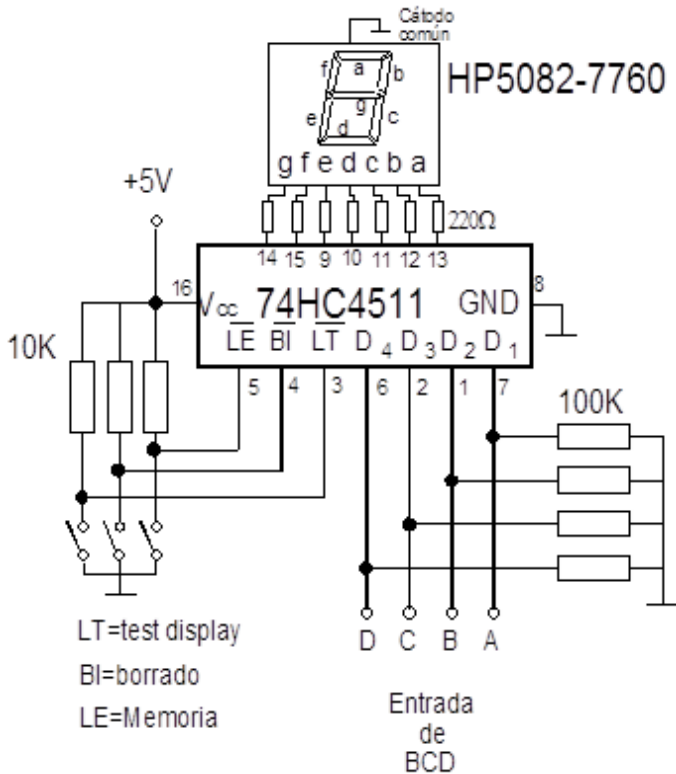 Cátodo
común
HP5082-7760
a
f b
g
e c
d
g f e d c b a
+5V
220Ω
14 15 9 10 11 12 13
16 Vcc 74HC4511 GND 8
LE BI LT D4 D3 D2 D1
10K
5 4 3 6 2 1 7
100K
D C B A
LT=test display
BI=borrado
LE=Memoria
Entrada
de
BCD